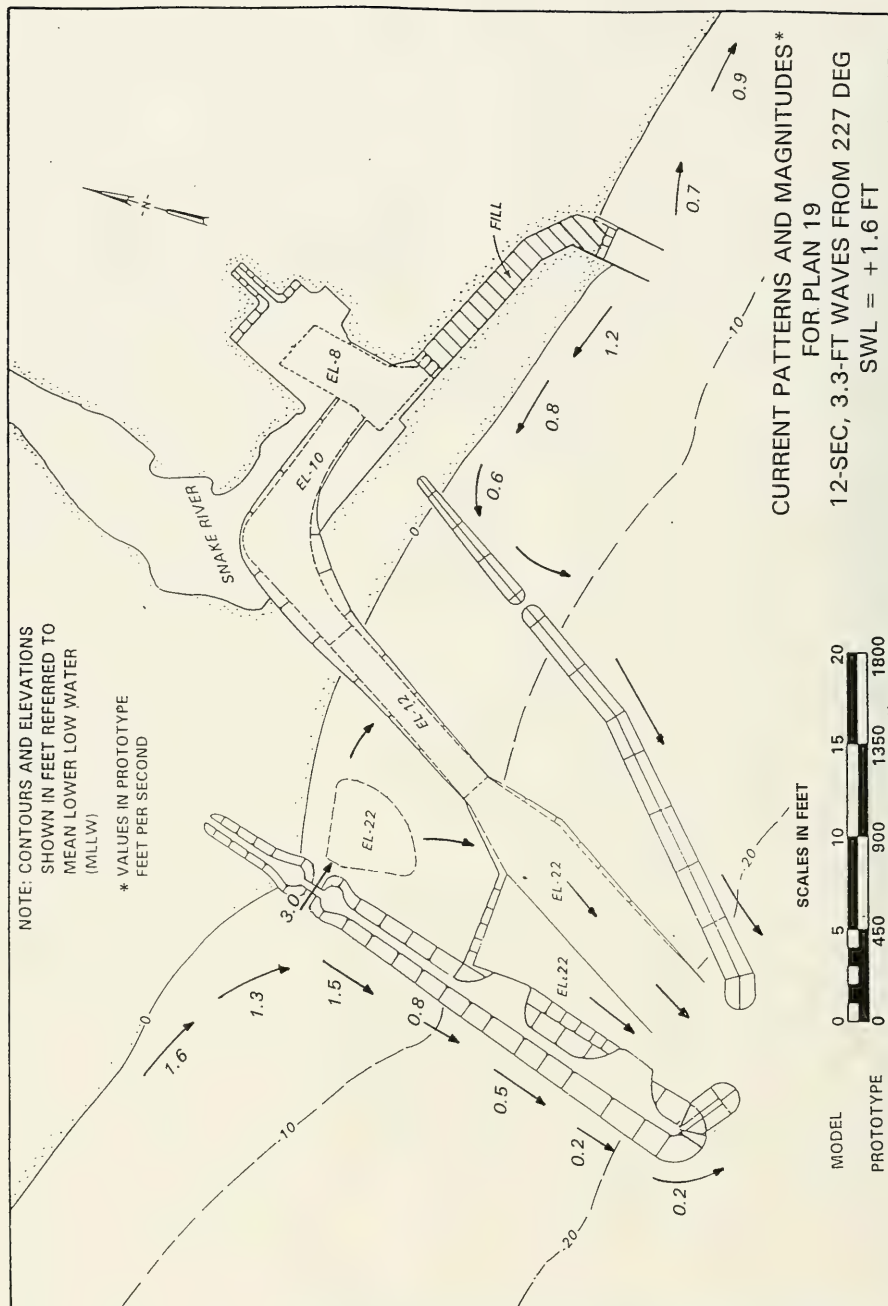 NOTE: CONTOURS AND ELEVATIONS
SHOWN IN FEET REFERRED TO
MEAN LOWER LOW WATER
(MLLW)
* VALUES IN PROTOTYPE
FEET PER SECOND
-N-
SNAKE RIVER
EL-8
EL-10
EL-12
FILL
0
0
EL-22
EL-22
EL-22
3.0
1.6
1.3
1.5
0.8
0.5
0.2
0.2
0.6
0.8
1.2
0.7
0.9
-10
-10
-20
-20
CURRENT PATTERNS AND MAGNITUDES*
FOR PLAN 19
12-SEC, 3.3-FT WAVES FROM 227 DEG
SWL = +1.6 FT
SCALES IN FEET
MODEL 0 5 10 15 20
PROTOTYPE 0 450 900 1350 1800